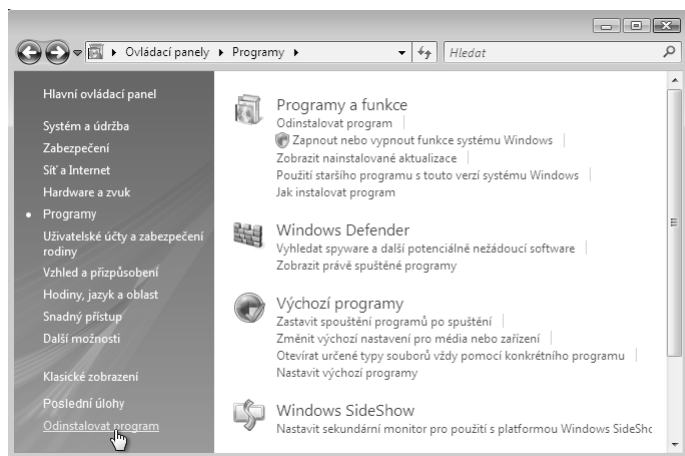 Ovládací panely
Programy
Hledat
Hlavní ovládací panel
Systém a údržba
Zabezpečení
Síť a Internet
Hardware a zvuk
Programy
Uživatelské účty a zabezpečení
rodiny
Vzhled a přizpůsobení
Hodiny, jazyk a oblast
Snadný přístup
Další možnosti
Klasické zobrazení
Poslední úlohy
Odinstalovat program
Programy a funkce
Odinstalovat program
Zapnout nebo vypnout funkce systému Windows
Zobrazit nainstalované aktualizace
Použití staršího programu s touto verzí systému Windows
Jak instalovat program
Windows Defender
Vyhledat spyware a další potenciálně nežádoucí software
Zobrazit právě spuštěné programy
Výchozí programy
Zastavit spouštění programů po spuštění
Změnit výchozí nastavení pro média nebo zařízení
Otevírat určené typy souborů vždy pomocí konkrétního programu
Nastavit výchozí programy
Windows SideShow
Nastavit sekundární monitor pro použití s platformou Windows SideShc